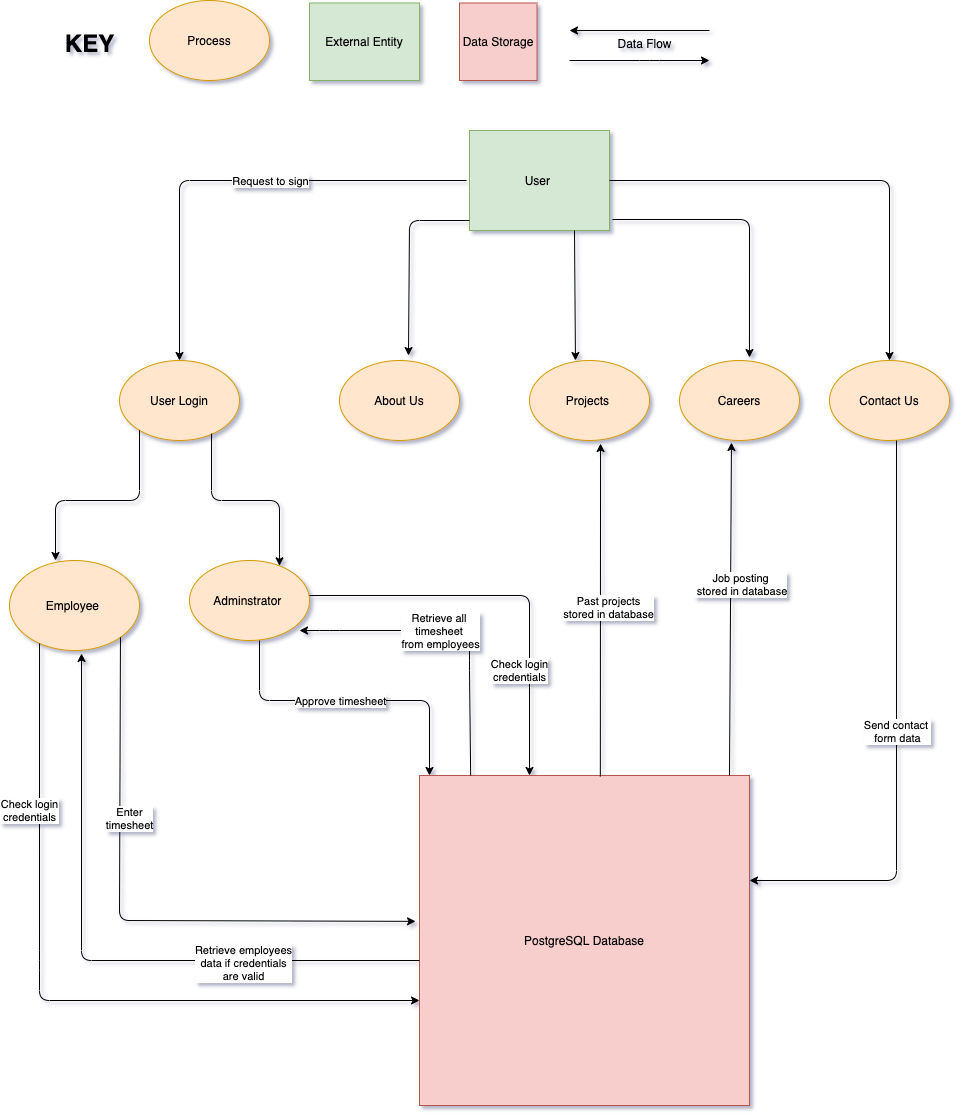 KEY
Process
External Entity
Data Storage
Data Flow
User
Request to sign
User Login
About Us
Projects
Careers
Contact Us
Employee
Adminstrator
Retrieve all
timesheet
from employees
Past projects
stored in database
Job posting
stored in database
Check login
credentials
Approve timesheet
Send contact
form data
Check login
credentials
Enter
timesheet
Retrieve employees
data if credentials
are valid
PostgreSQL Database